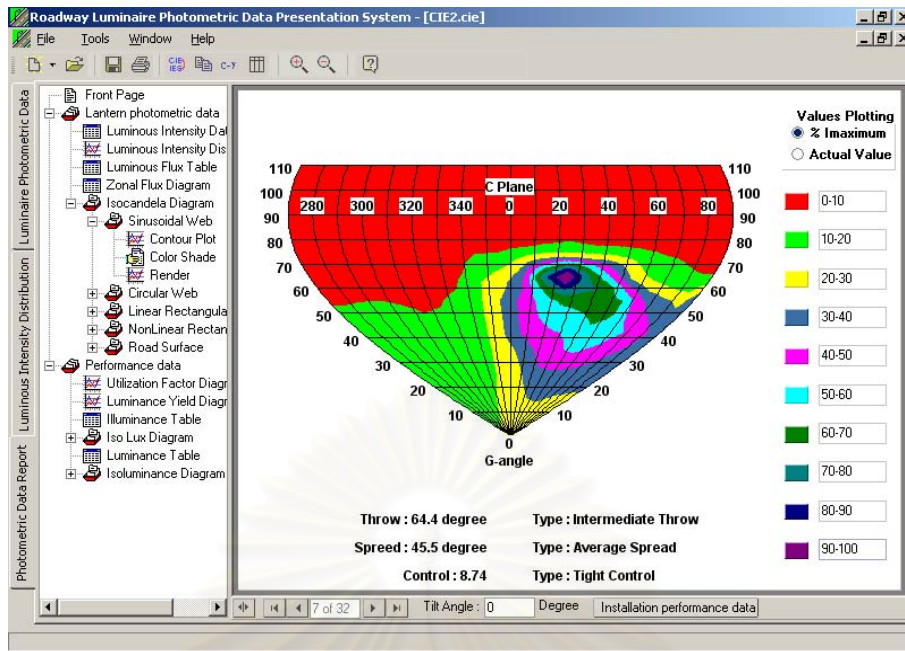 Roadway Luminaire Photometric Data Presentation System - [CIE2.cie]
File Tools Window Help
CIE IES C-γ
Luminaire Photometric Data
Luminous Intensity Distribution
Photometric Data Report
Front Page
Lantern photometric data
Luminous Intensity Dat
Luminous Intensity Dis
Luminous Flux Table
Zonal Flux Diagram
Isocandela Diagram
Sinusoidal Web
Contour Plot
Color Shade
Render
Circular Web
Linear Rectangula
NonLinear Rectan
Road Surface
Performance data
Utilization Factor Diagr
Luminance Yield Diagr
Illuminance Table
Iso Lux Diagram
Luminance Table
Isoluminance Diagram
110 110
C Plane
100 100
280 300 320 340 0 20 40 60 80
90 90
80 80
70 70
60 60
50 50
40 40
30 30
20 20
10 10
0
G-angle
Throw : 64.4 degree Type : Intermediate Throw
Spreed : 45.5 degree Type : Average Spread
Control : 8.74 Type : Tight Control
Values Plotting
% Imaximum
Actual Value
0-10
10-20
20-30
30-40
40-50
50-60
60-70
70-80
80-90
90-100
7 of 32 Tilt Angle : 0 Degree Installation performance data